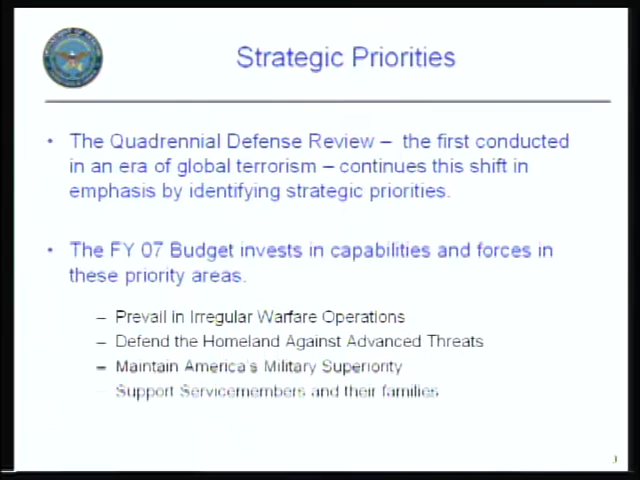 Strategic Priorities
• The Quadrennial Defense Review – the first conducted
in an era of global terrorism – continues this shift in
emphasis by identifying strategic priorities.
• The FY 07 Budget invests in capabilities and forces in
these priority areas.
– Prevail in Irregular Warfare Operations
– Defend the Homeland Against Advanced Threats
– Maintain America's Military Superiority
– Support Servicemembers and their families
3